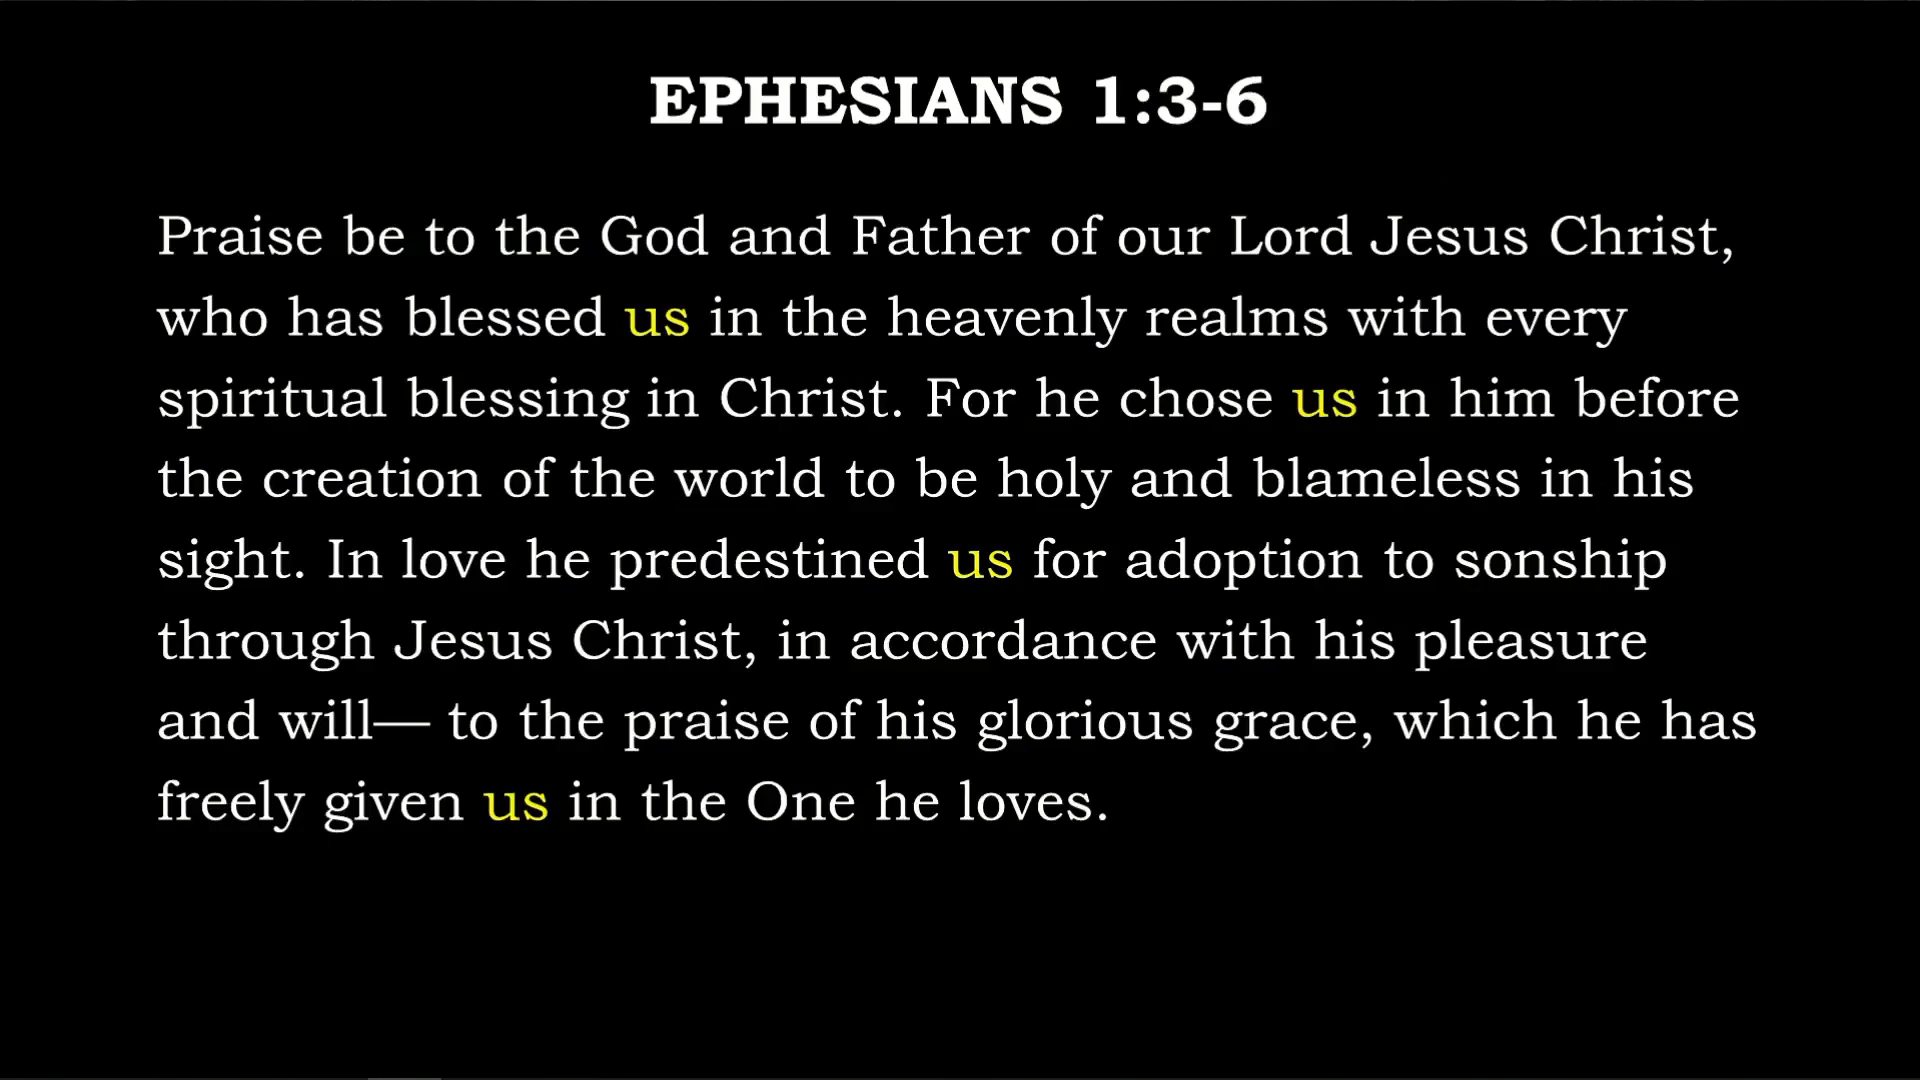 EPHESIANS 1:3-6
Praise be to the God and Father of our Lord Jesus Christ,
who has blessed us in the heavenly realms with every
spiritual blessing in Christ. For he chose us in him before
the creation of the world to be holy and blameless in his
sight. In love he predestined us for adoption to sonship
through Jesus Christ, in accordance with his pleasure
and will— to the praise of his glorious grace, which he has
freely given us in the One he loves.